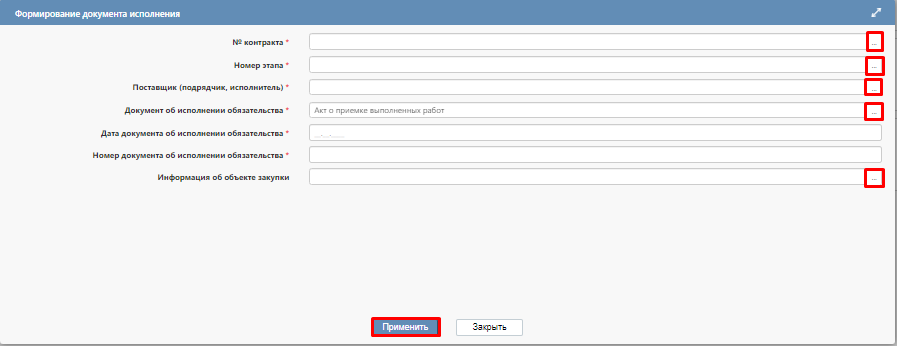 Формирование документа исполнения
№ контракта * ...
Номер этапа * ...
Поставщик (подрядчик, исполнитель) * ...
Документ об исполнении обязательства * Акт о приемке выполненных работ ...
Дата документа об исполнении обязательства * __.__.____
Номер документа об исполнении обязательства *
Информация об объекте закупки ...
Применить Закрыть